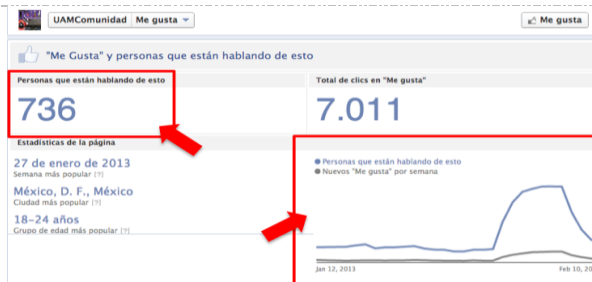 UAMComunidad Me gusta
Me gusta
"Me Gusta" y personas que están hablando de esto
Personas que están hablando de esto
736
Total de clics en "Me gusta"
7.011
Estadísticas de la página
27 de enero de 2013
Semana más popular [?]
México, D. F., México
Ciudad más popular [?]
18-24 años
Grupo de edad más popular [?]
Personas que están hablando de esto
Nuevos "Me gusta" por semana
Jan 12, 2013
Feb 10, 20